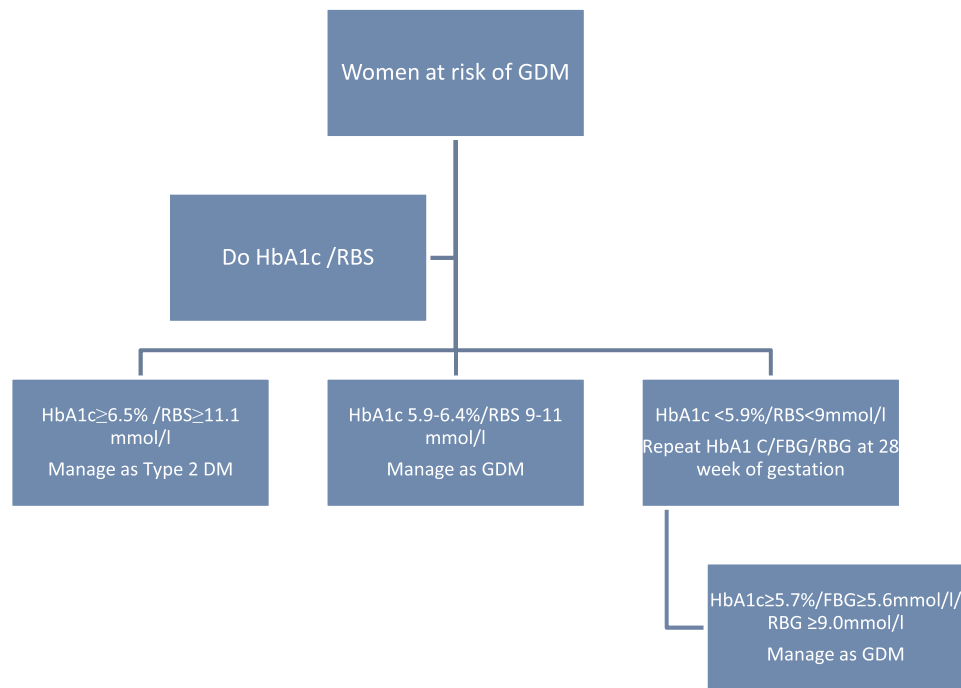 Women at risk of GDM
Do HbA1c /RBS
HbA1c≥6.5% /RBS≥11.1
mmol/l
Manage as Type 2 DM
HbA1c 5.9-6.4%/RBS 9-11
mmol/l
Manage as GDM
HbA1c <5.9%/RBS<9mmol/l
Repeat HbA1 C/FBG/RBG at 28
week of gestation
HbA1c≥5.7%/FBG≥5.6mmol/l/
RBG ≥9.0mmol/l
Manage as GDM